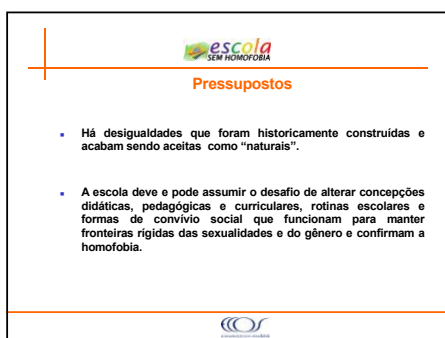 escola
SEM HOMOFOBIA
Pressupostos
Há desigualdades que foram historicamente construídas e
acabam sendo aceitas como “naturais”.
A escola deve e pode assumir o desafio de alterar concepções
didáticas, pedagógicas e curriculares, rotinas escolares e
formas de convívio social que funcionam para manter
fronteiras rígidas das sexualidades e do gênero e confirmam a
homofobia.